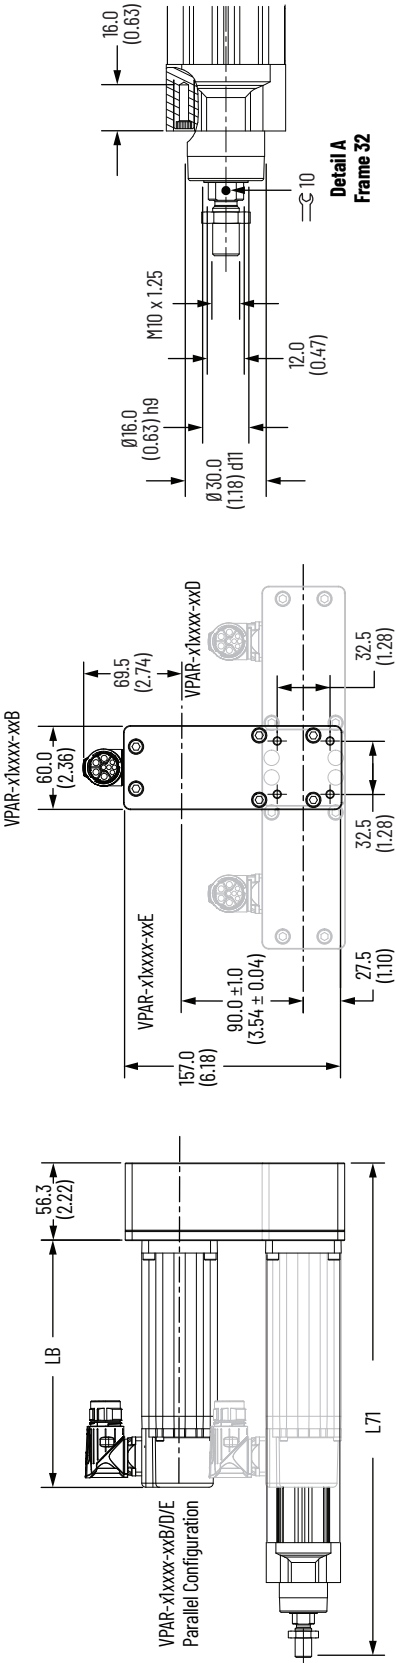 16.0
(0.63)
M10 x 1.25
10
12.0
(0.47)
Ø16.0
(0.63) h9
Ø 30.0
(1.18) d11
Detail A
Frame 32
VPAR-x1xxxx-xxB
60.0
(2.36)
69.5
(2.74)
VPAR-x1xxxx-xxD
VPAR-x1xxxx-xxE
32.5
(1.28)
32.5
(1.28)
27.5
(1.10)
90.0 ±1.0
(3.54 ± 0.04)
157.0
(6.18)
56.3
(2.22)
LB
L71
VPAR-x1xxxx-xxB/D/E
Parallel Configuration